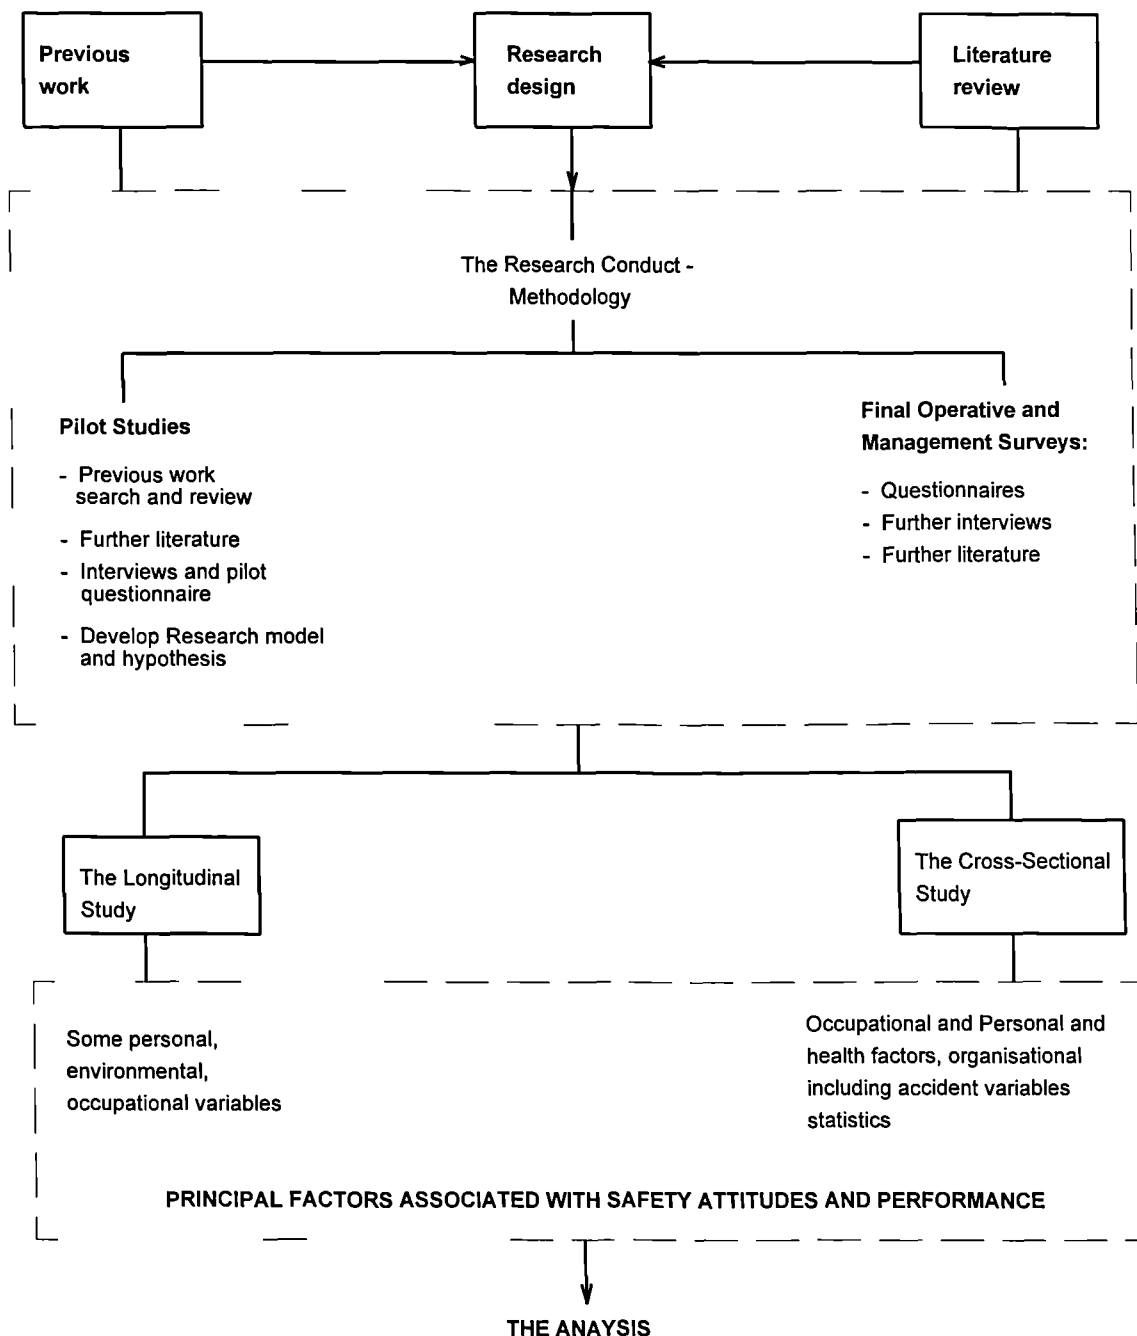 Previous
work
Research
design
Literature
review
The Research Conduct -
Methodology
Pilot Studies
- Previous work
search and review
- Further literature
- Interviews and pilot
questionnaire
- Develop Research model
and hypothesis
Final Operative and
Management Surveys:
- Questionnaires
- Further interviews
- Further literature
The Longitudinal
Study
The Cross-Sectional
Study
Some personal,
environmental,
occupational variables
Occupational and Personal and
health factors, organisational
including accident variables
statistics
PRINCIPAL FACTORS ASSOCIATED WITH SAFETY ATTITUDES AND PERFORMANCE
THE ANAYSIS